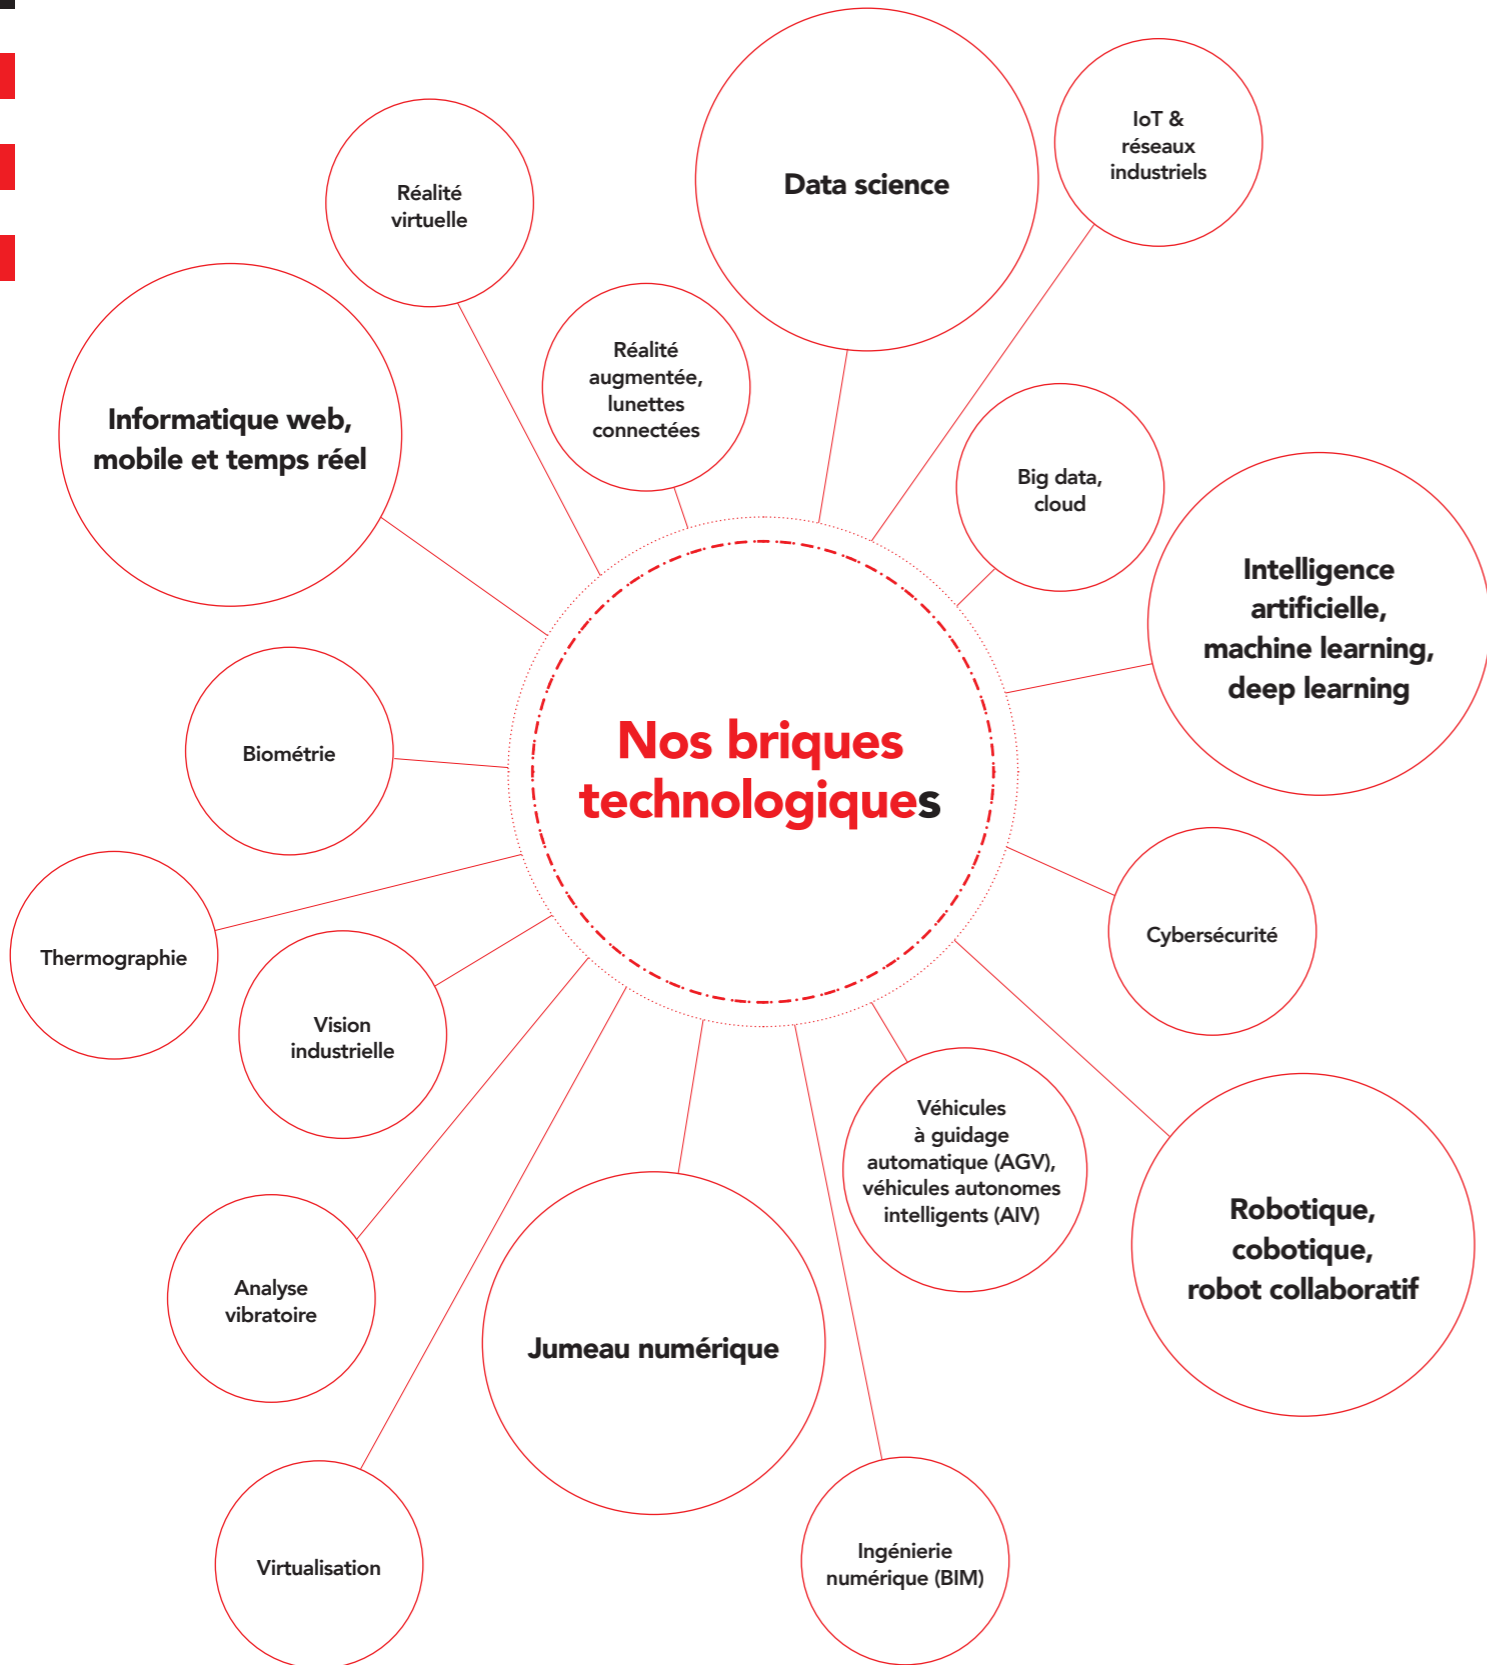 IoT &
réseaux
industriels
Data science
Réalité
virtuelle
Réalité
augmentée,
lunettes
connectées
Informatique web,
mobile et temps réel
Big data,
cloud
Intelligence
artificielle,
machine learning,
deep learning
Nos briques
technologiques
Biométrie
Cybersécurité
Thermographie
Vision
industrielle
Véhicules
à guidage
automatique (AGV),
véhicules autonomes
intelligents (AIV)
Robotique,
cobotique,
robot collaboratif
Analyse
vibratoire
Jumeau numérique
Virtualisation
Ingénierie
numérique (BIM)